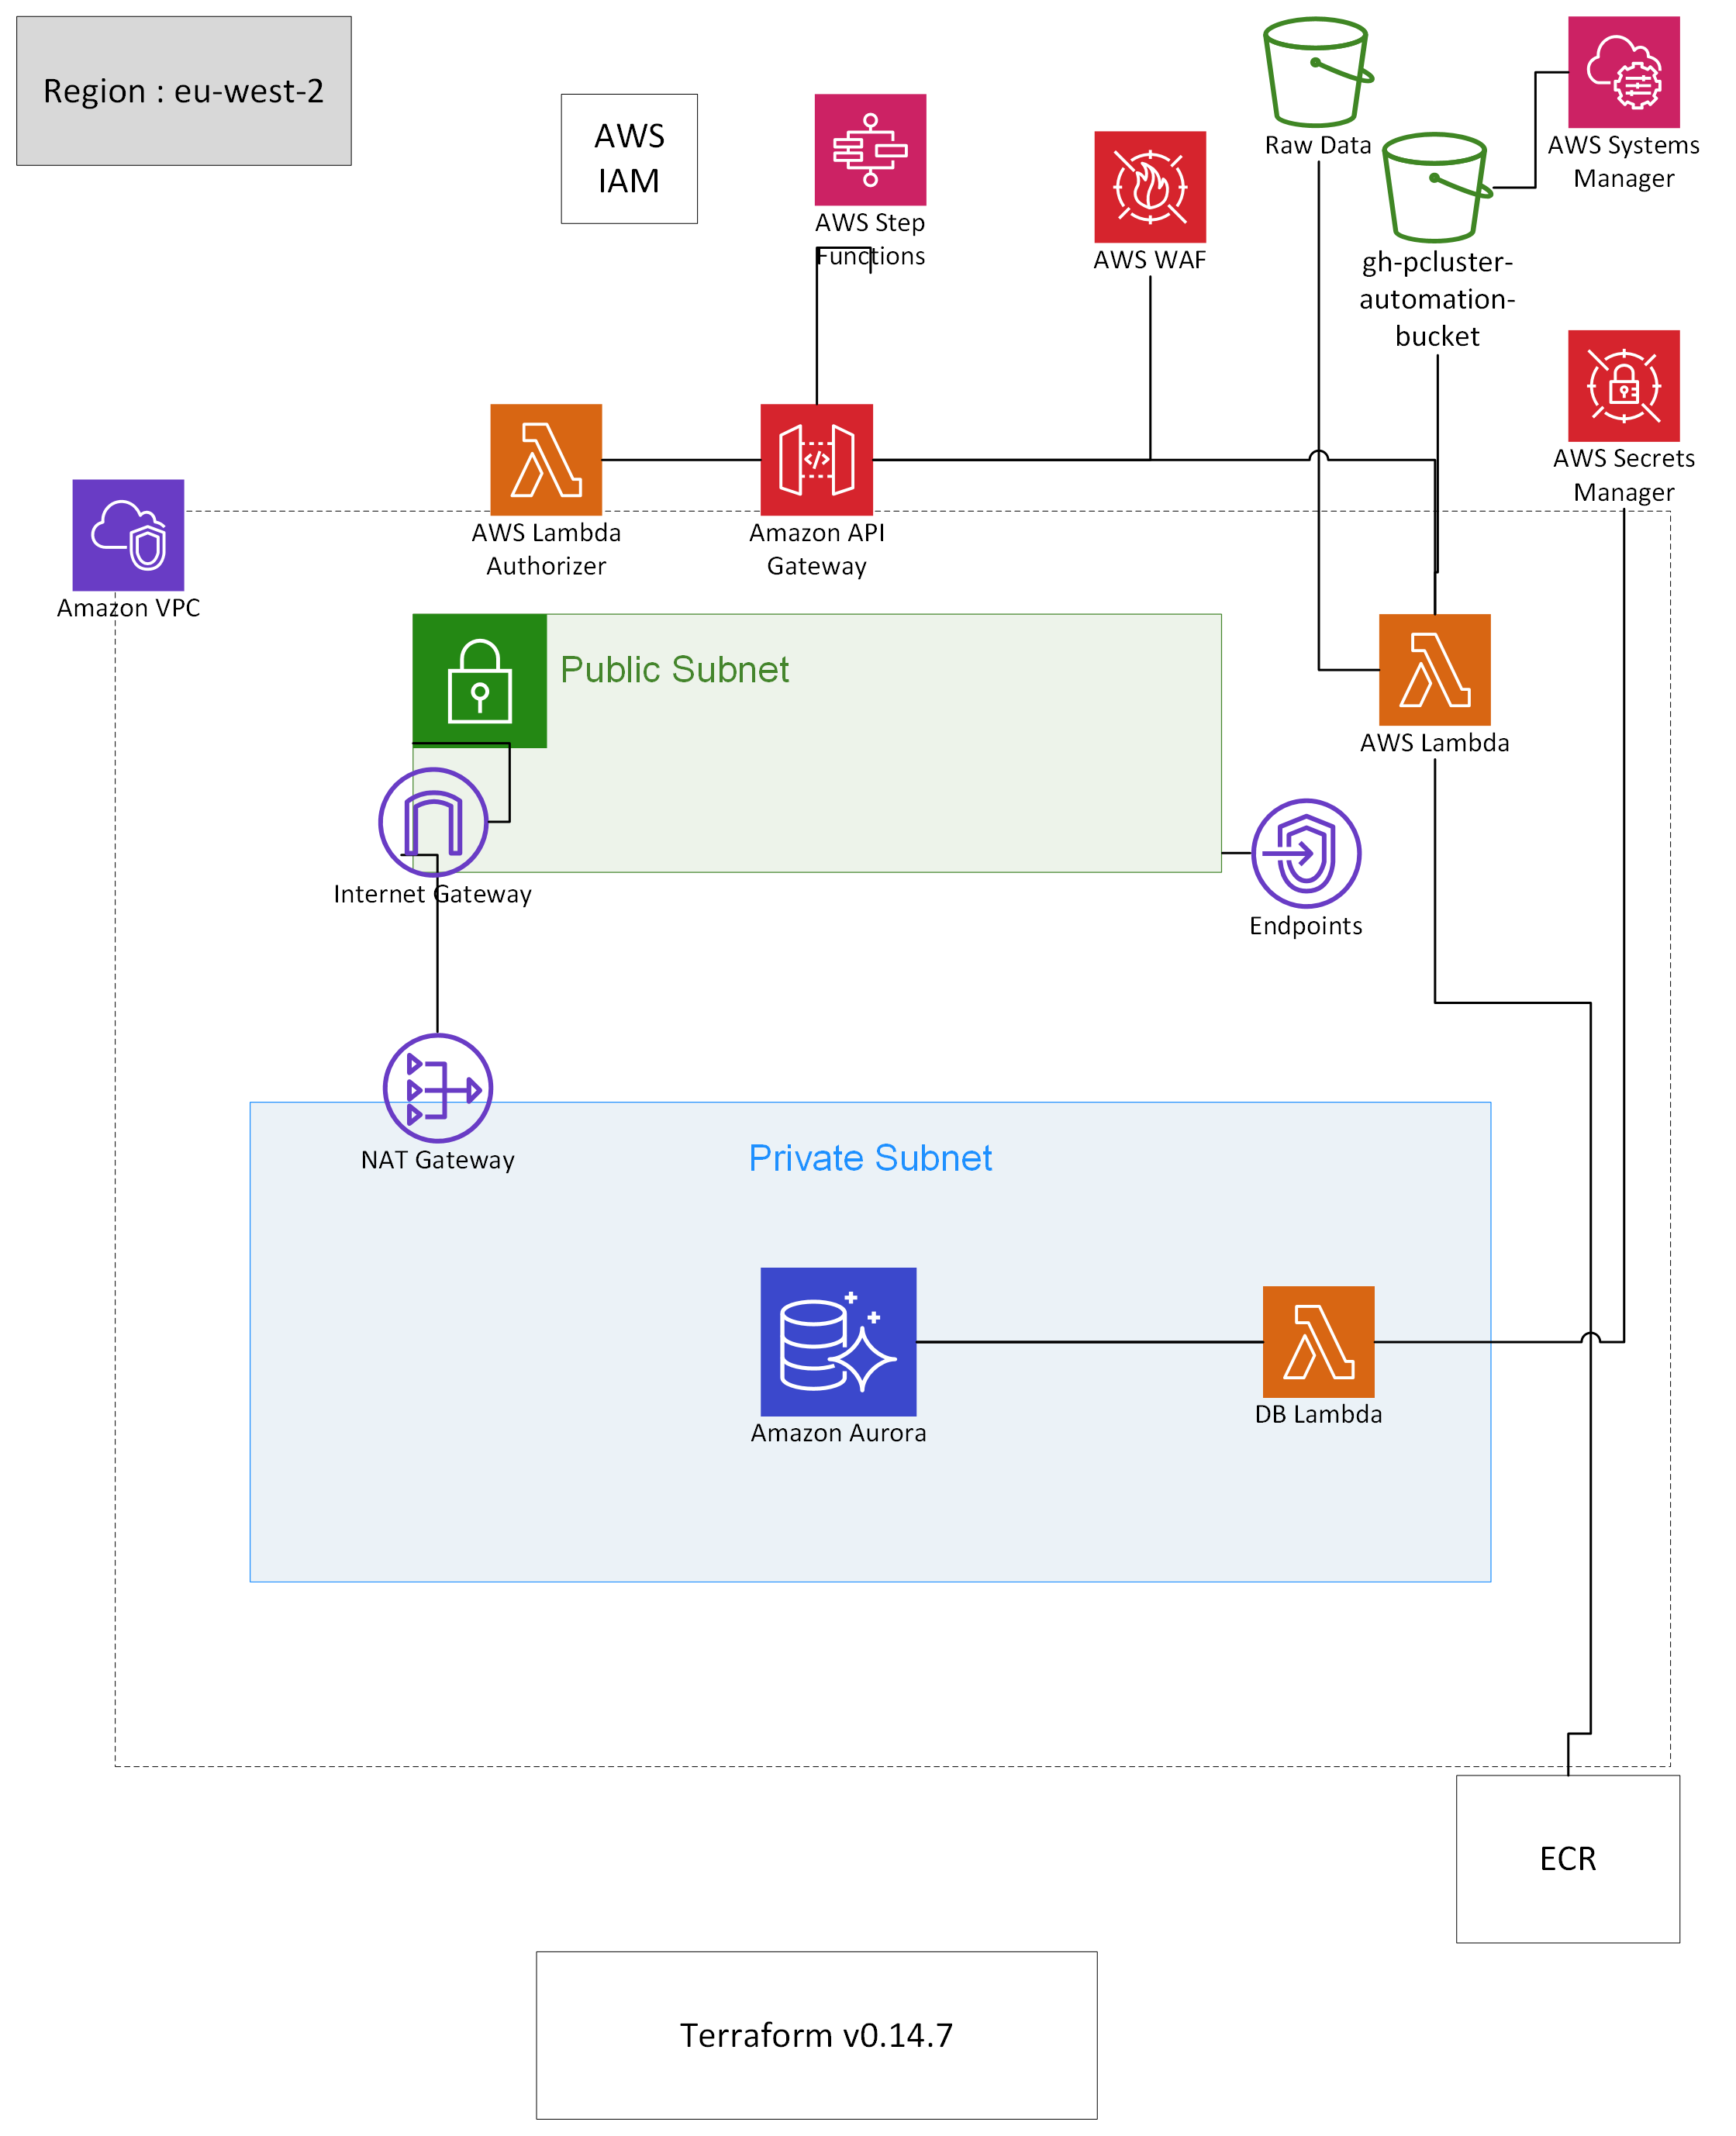 Region : eu-west-2
AWS
IAM
AWS Step
Functions
AWS WAF
Raw Data
gh-pcluster-
automation-
bucket
AWS Systems
Manager
AWS Secrets
Manager
AWS Lambda
Authorizer
Amazon API
Gateway
Amazon VPC
Public Subnet
AWS Lambda
Internet Gateway
Endpoints
NAT Gateway
Private Subnet
Amazon Aurora
DB Lambda
ECR
Terraform v0.14.7